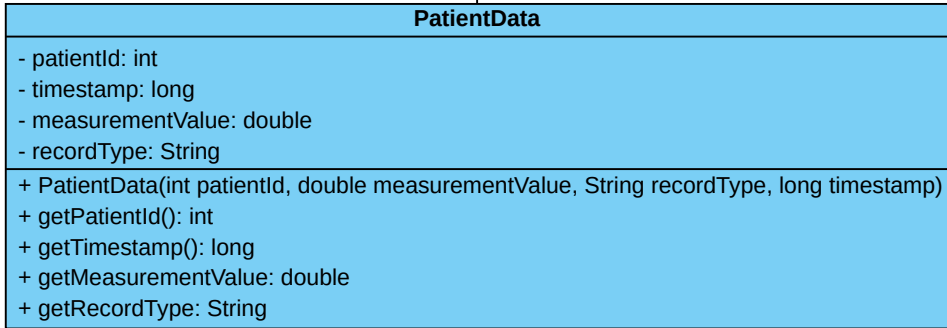 PatientData
- patientId: int
- timestamp: long
- measurementValue: double
- recordType: String
+ PatientData(int patientId, double measurementValue, String recordType, long timestamp)
+ getPatientId(): int
+ getTimestamp(): long
+ getMeasurementValue: double
+ getRecordType: String